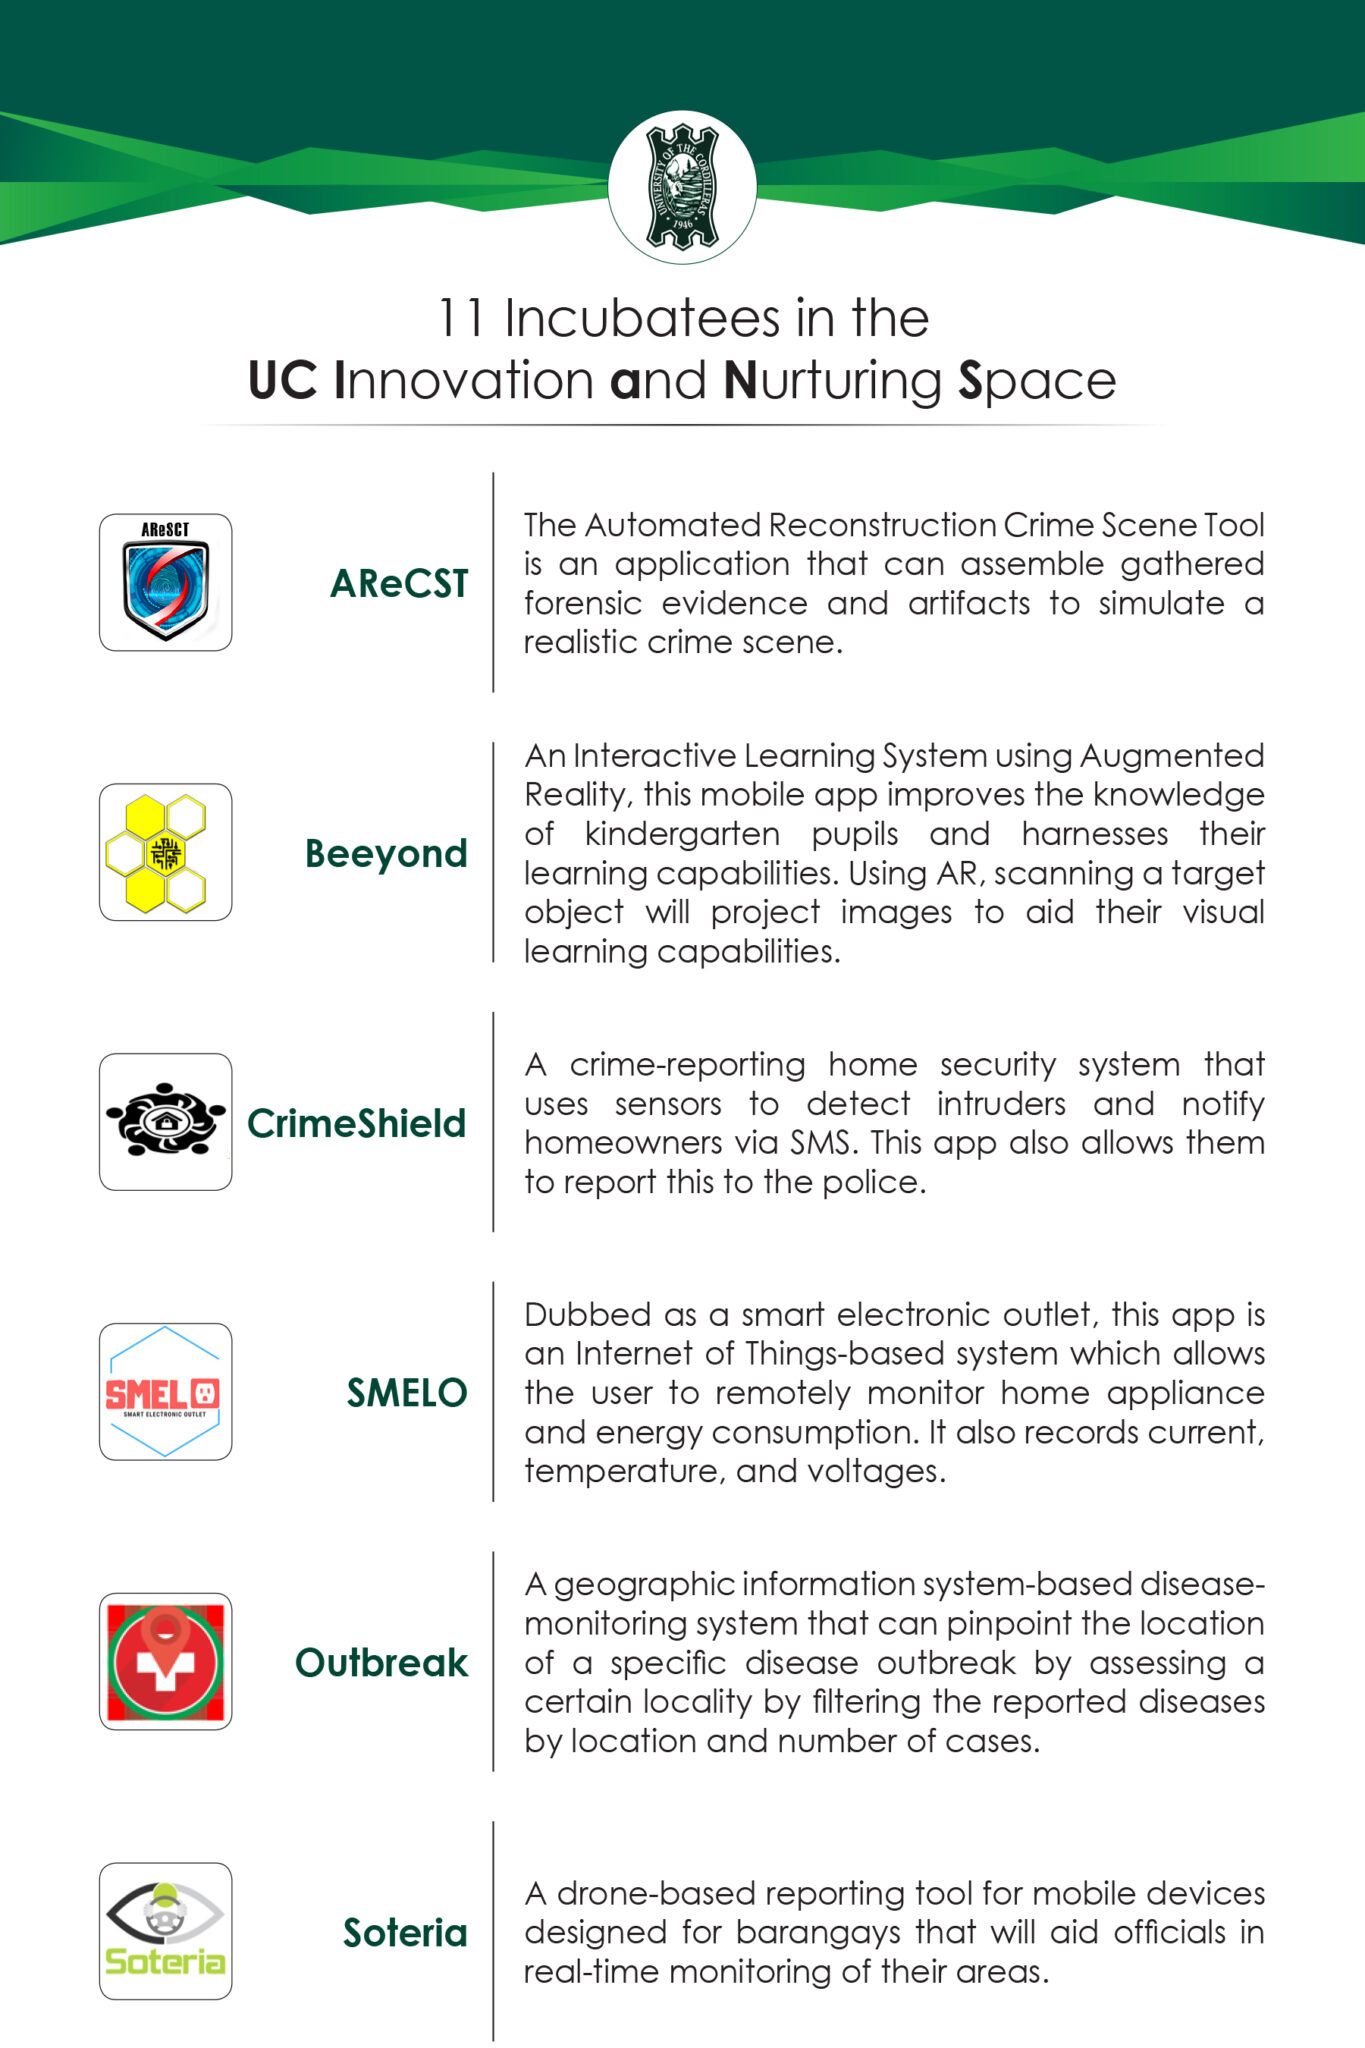 UNIVERSITY OF THE CORDILLERAS
• 1946 •
11 Incubatees in the
UC Innovation and Nurturing Space
AReSCT
AReCST
The Automated Reconstruction Crime Scene Tool
is an application that can assemble gathered
forensic evidence and artifacts to simulate a
realistic crime scene.
Beeyond
An Interactive Learning System using Augmented
Reality, this mobile app improves the knowledge
of kindergarten pupils and harnesses their
learning capabilities. Using AR, scanning a target
object will project images to aid their visual
learning capabilities.
CrimeShield
A crime-reporting home security system that
uses sensors to detect intruders and notify
homeowners via SMS. This app also allows them
to report this to the police.
SMELO
SMART ELECTRONIC OUTLET
SMELO
Dubbed as a smart electronic outlet, this app is
an Internet of Things-based system which allows
the user to remotely monitor home appliance
and energy consumption. It also records current,
temperature, and voltages.
Outbreak
A geographic information system-based disease-
monitoring system that can pinpoint the location
of a specific disease outbreak by assessing a
certain locality by filtering the reported diseases
by location and number of cases.
Soteria
Soteria
A drone-based reporting tool for mobile devices
designed for barangays that will aid officials in
real-time monitoring of their areas.